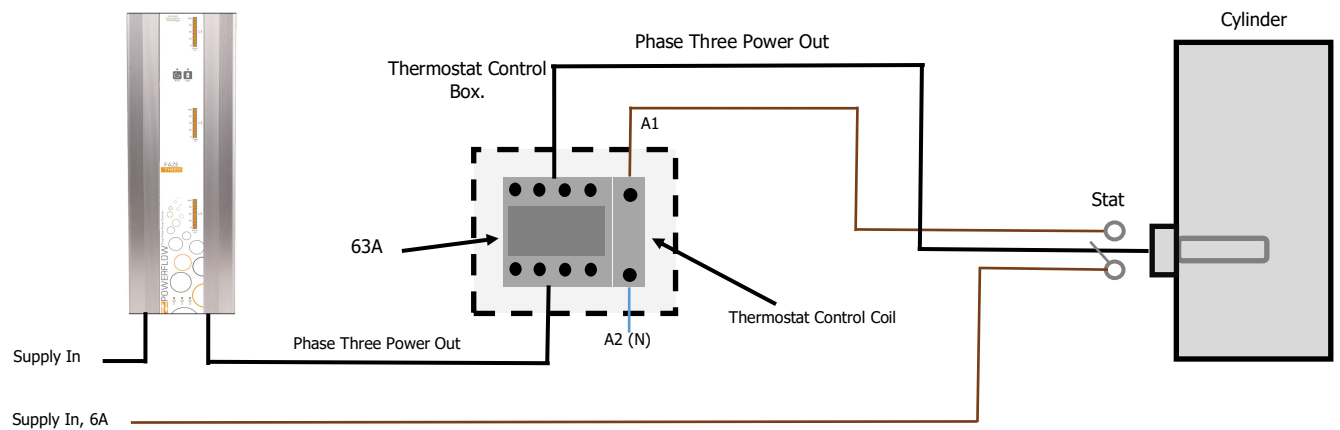 Cylinder
Phase Three Power Out
Thermostat Control
Box.
A1
Stat
63A
FAZE
POWERFLOW
Thermostat Control Coil
A2 (N)
Phase Three Power Out
Supply In
Supply In, 6A